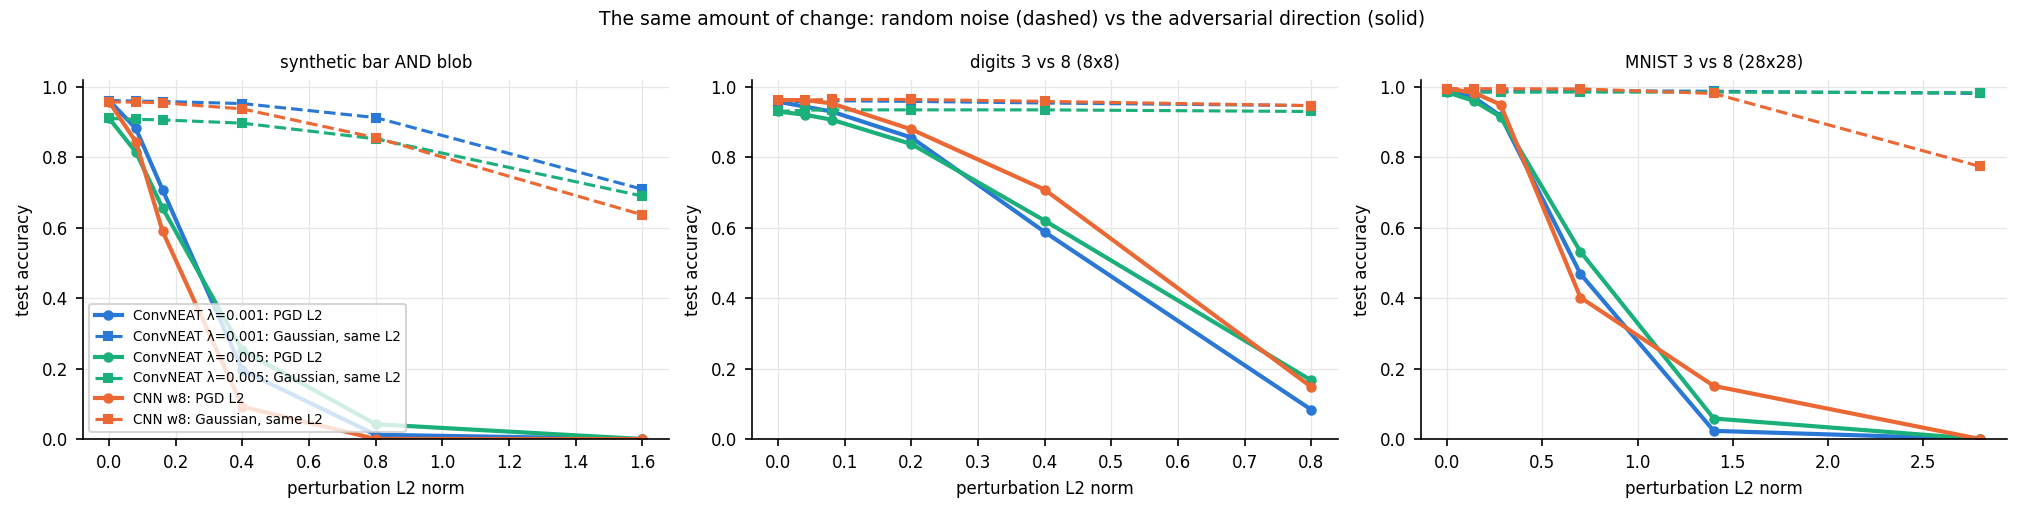 The same amount of change: random noise (dashed) vs the adversarial direction (solid)
synthetic bar AND blob
test accuracy
1.0
0.8
0.6
0.4
0.2
0.0
ConvNEAT λ=0.001: PGD L2
ConvNEAT λ=0.001: Gaussian, same L2
ConvNEAT λ=0.005: PGD L2
ConvNEAT λ=0.005: Gaussian, same L2
CNN w8: PGD L2
CNN w8: Gaussian, same L2
0.0 0.2 0.4 0.6 0.8 1.0 1.2 1.4 1.6
perturbation L2 norm
digits 3 vs 8 (8x8)
test accuracy
1.0
0.8
0.6
0.4
0.2
0.0
0.0 0.1 0.2 0.3 0.4 0.5 0.6 0.7 0.8
perturbation L2 norm
MNIST 3 vs 8 (28x28)
test accuracy
1.0
0.8
0.6
0.4
0.2
0.0
0.0 0.5 1.0 1.5 2.0 2.5
perturbation L2 norm